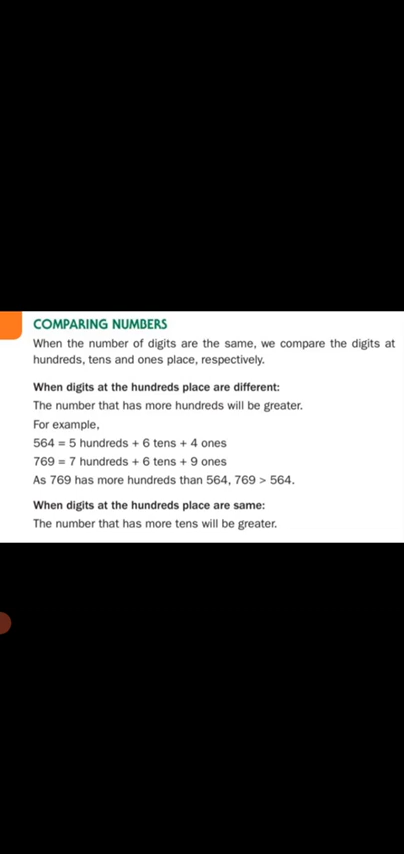 COMPARING NUMBERS
When the number of digits are the same, we compare the digits at
hundreds, tens and ones place, respectively.
When digits at the hundreds place are different:
The number that has more hundreds will be greater.
For example,
564 = 5 hundreds + 6 tens + 4 ones
769 = 7 hundreds + 6 tens + 9 ones
As 769 has more hundreds than 564, 769 > 564.
When digits at the hundreds place are same:
The number that has more tens will be greater.